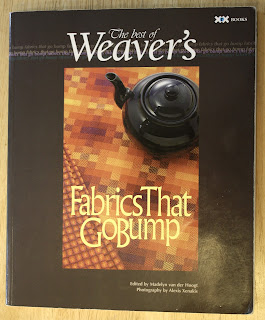 XX BOOKS
The best of
Weaver's
Fabrics That
Go Bump
Edited by Madelyn van der Hoogt
Photography by Alexis Xenakis